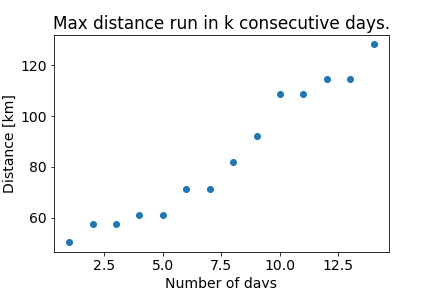 Max distance run in k consecutive days.
Distance [km]
120
100
80
60
2.5 5.0 7.5 10.0 12.5
Number of days